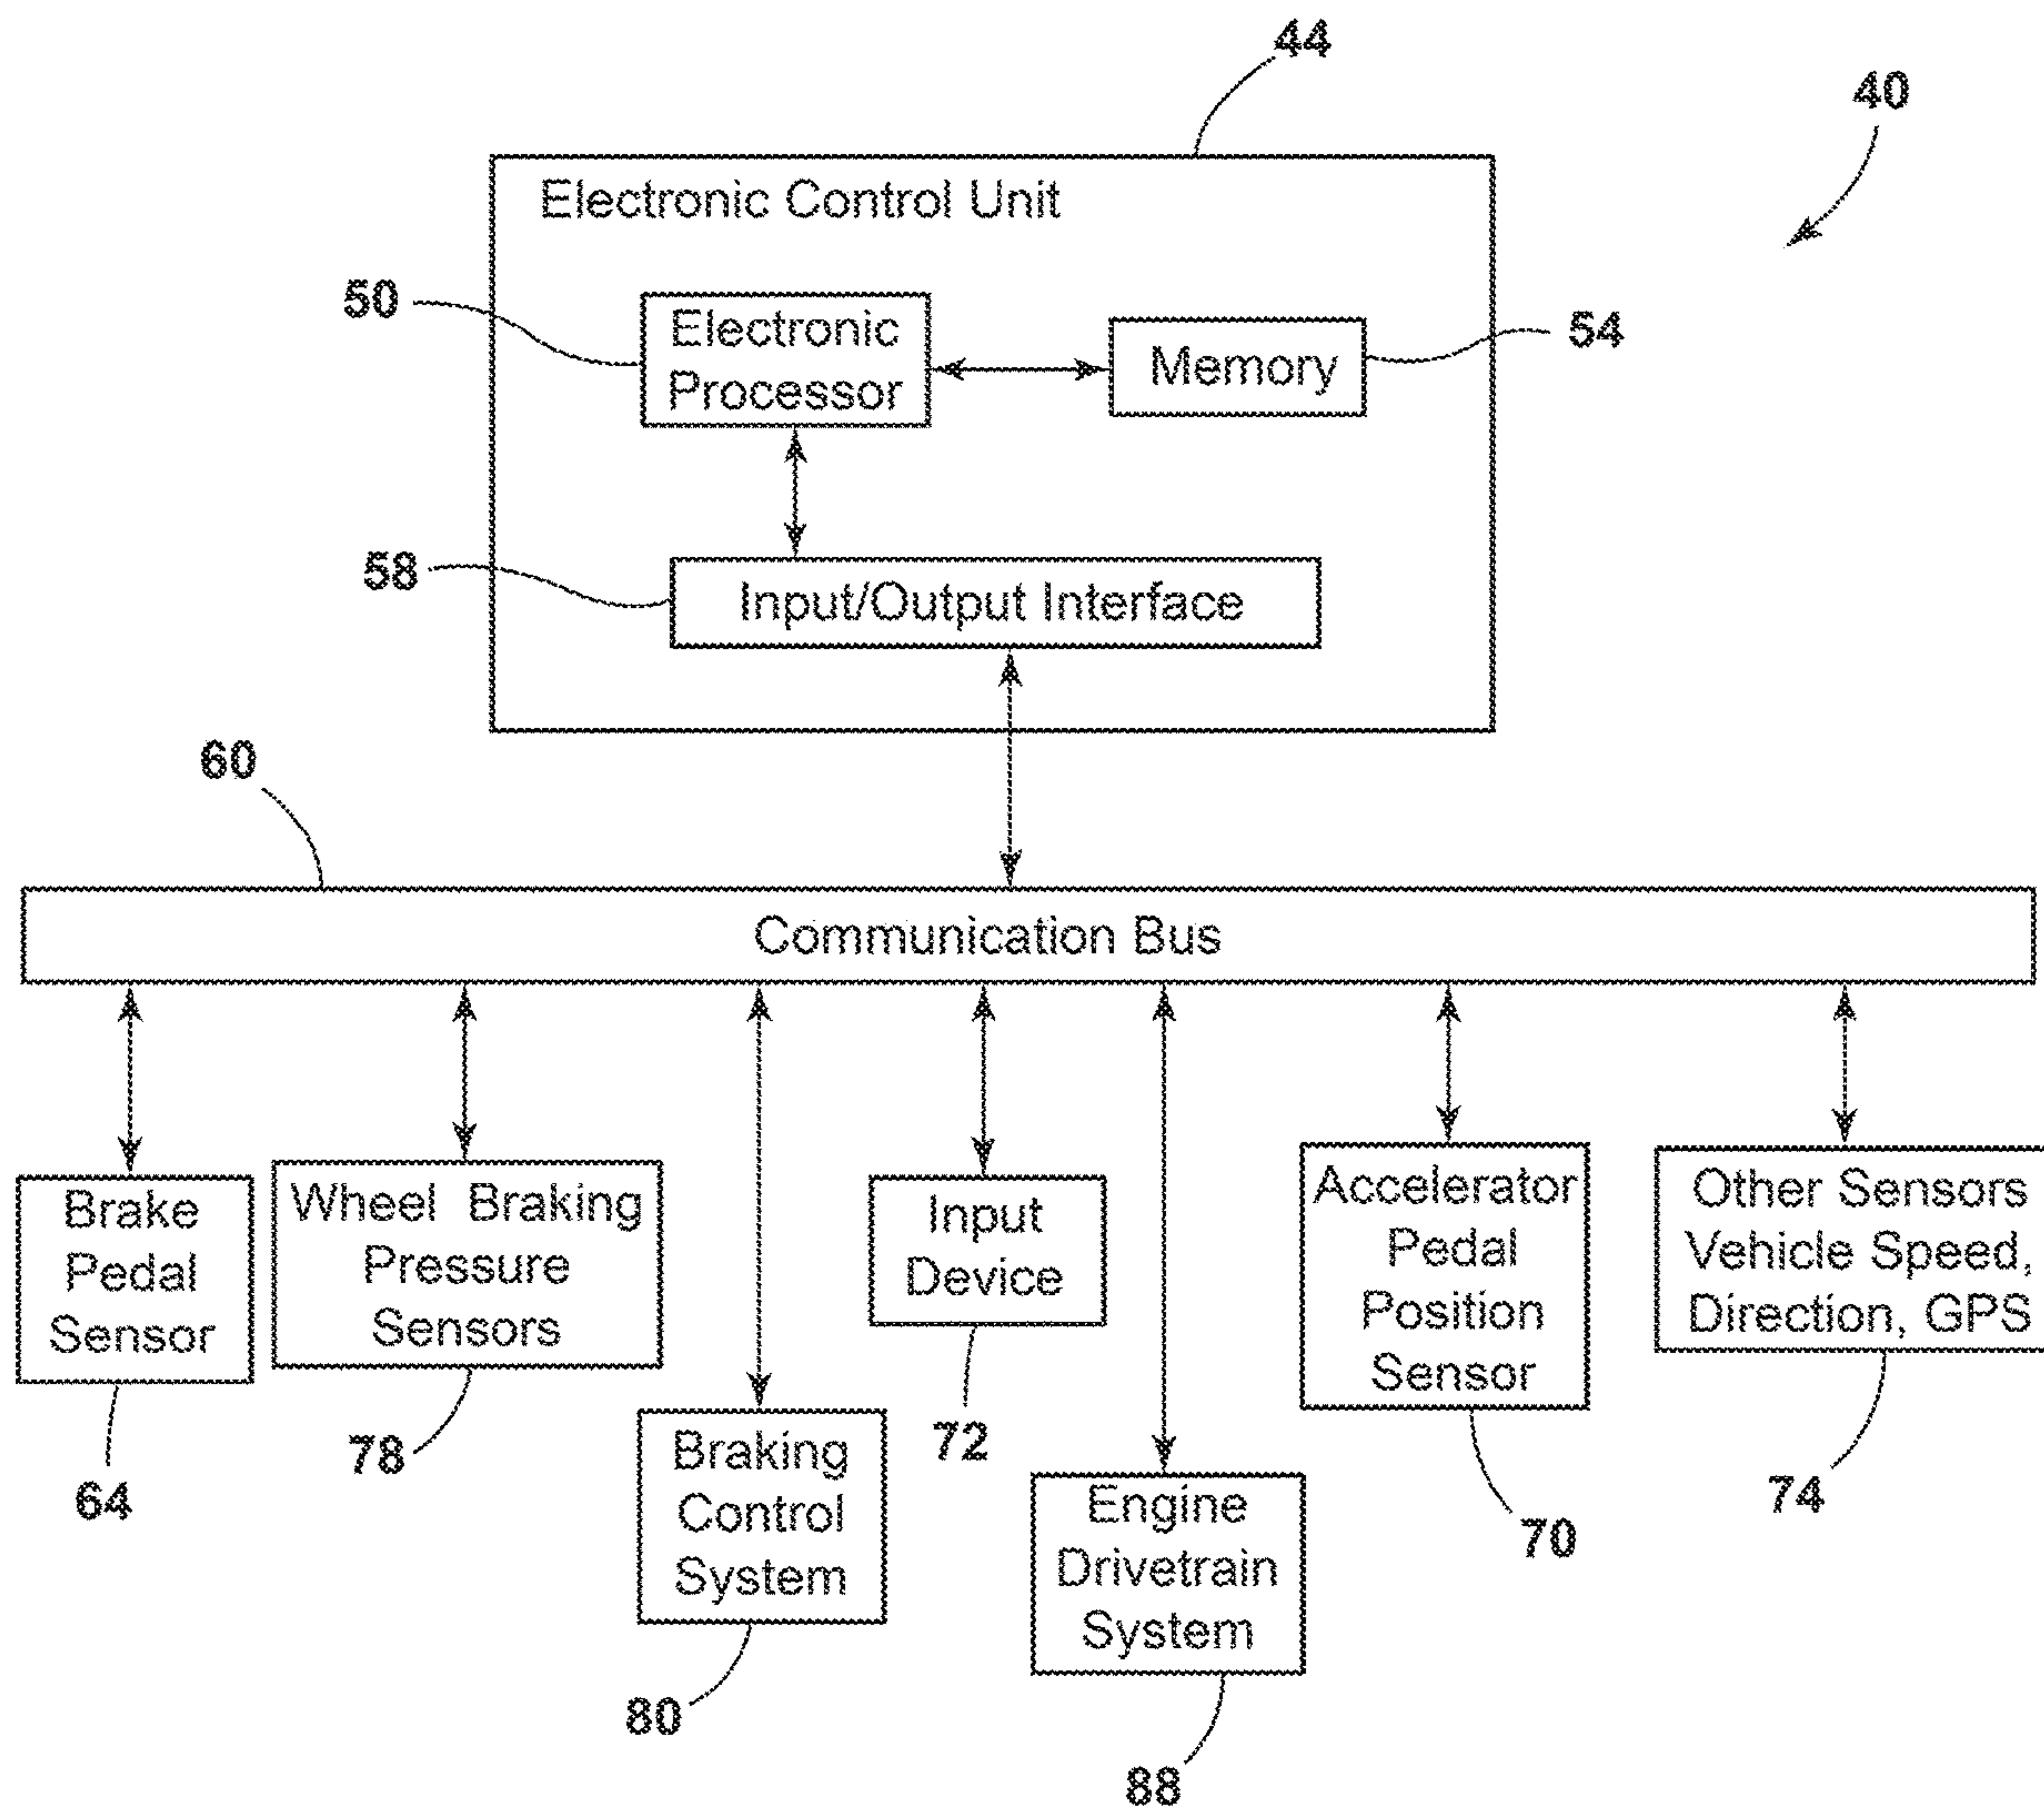 44
40
Electronic Control Unit
50
Electronic
Processor
Memory
54
58
Input/Output Interface
60
Communication Bus
Brake
Pedal
Sensor
64
Wheel Braking
Pressure
Sensors
78
Braking
Control
System
80
Input
Device
72
Engine
Drivetrain
System
88
Accelerator
Pedal
Position
Sensor
70
Other Sensors
Vehicle Speed,
Direction, GPS
74